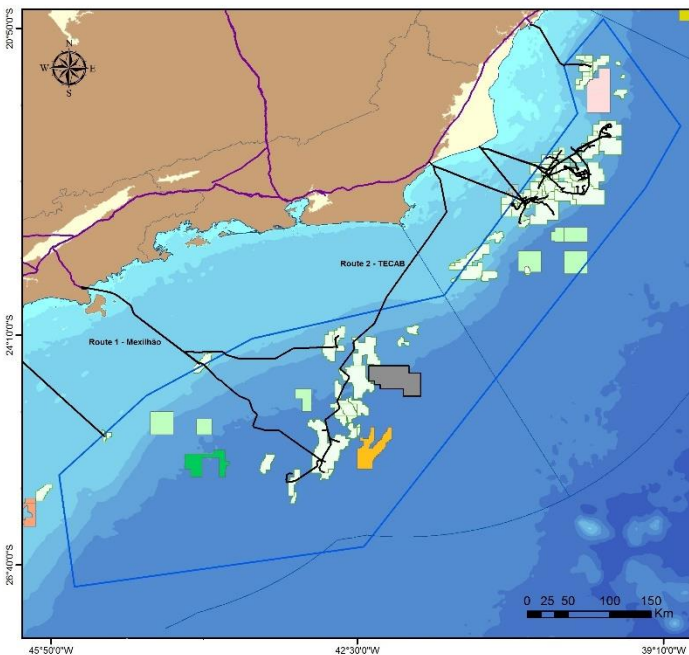 20°50'0"S
N
W E
S
Route 2 - TECAB
24°10'0"S
Route 1 - Mexilhão
26°40'0"S
0 25 50 100 150
Km
45°50'0"W 42°30'0"W 39°10'0"W